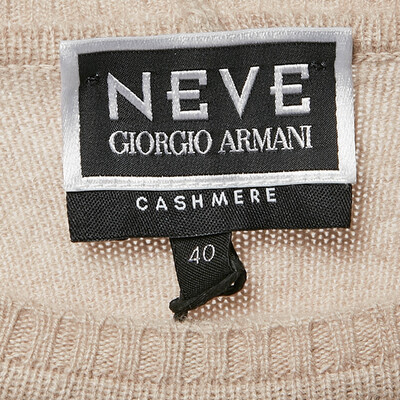 "NEVE"
GIORGIO ARMANI
CASHMERE
40